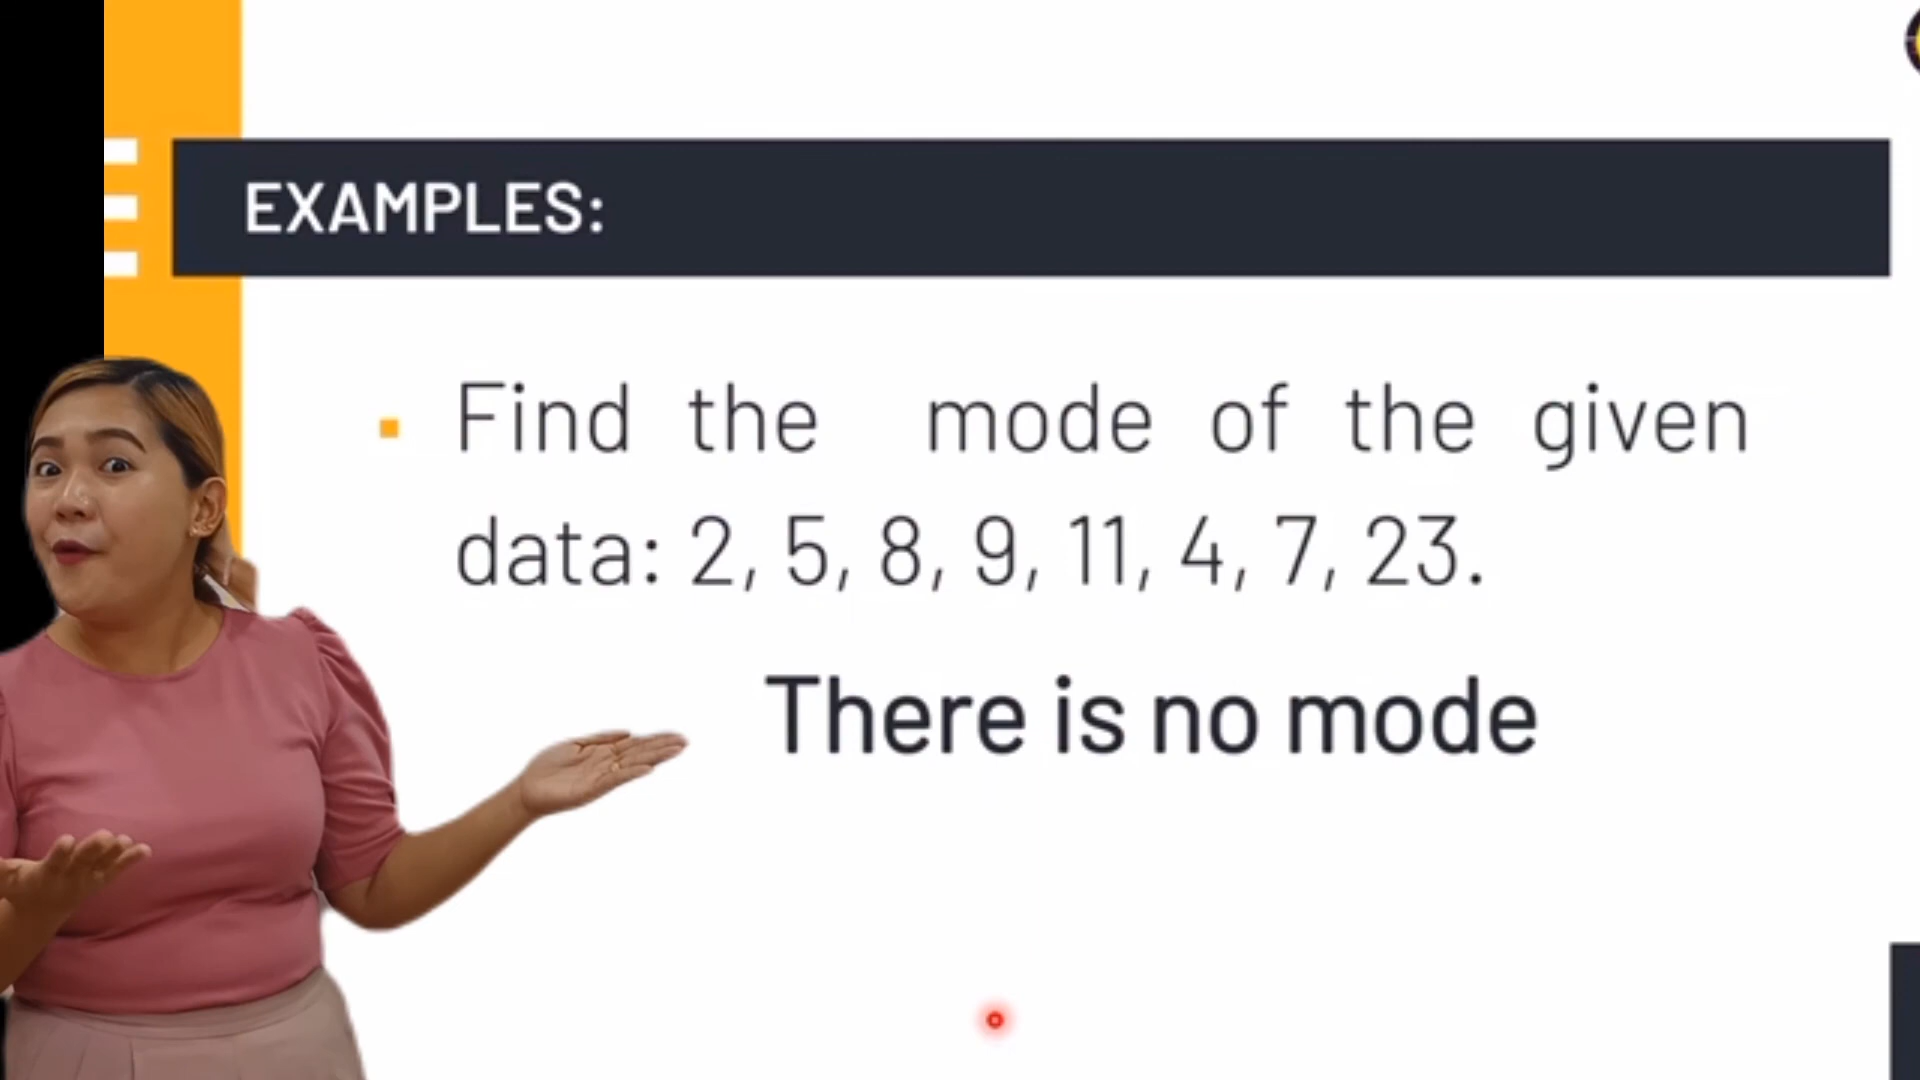 EXAMPLES:
Find the mode of the given
data: 2, 5, 8, 9, 11, 4, 7, 23.
There is no mode